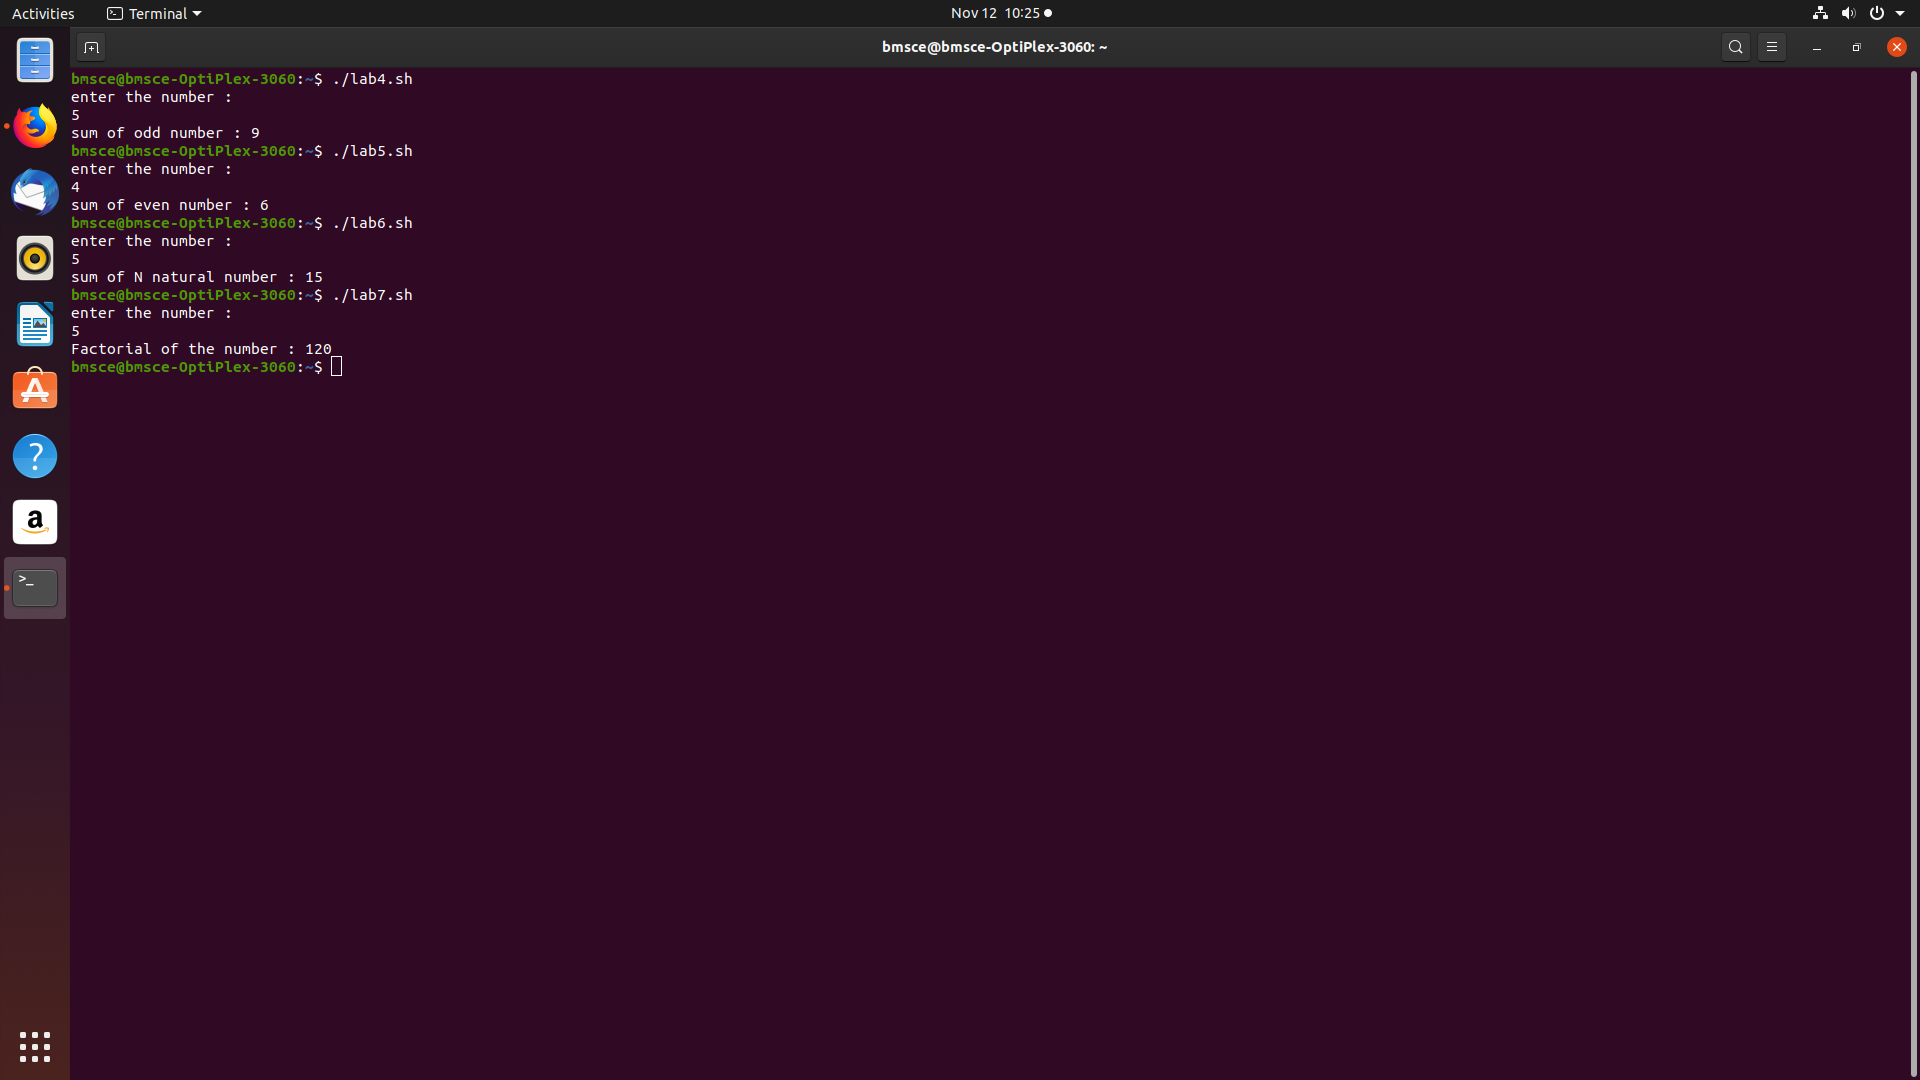 Activities
Terminal
Nov 12 10:25
bmsce@bmsce-OptiPlex-3060: ~
bmsce@bmsce-OptiPlex-3060:~$ ./lab4.sh
enter the number :
5
sum of odd number : 9
bmsce@bmsce-OptiPlex-3060:~$ ./lab5.sh
enter the number :
4
sum of even number : 6
bmsce@bmsce-OptiPlex-3060:~$ ./lab6.sh
enter the number :
5
sum of N natural number : 15
bmsce@bmsce-OptiPlex-3060:~$ ./lab7.sh
enter the number :
5
Factorial of the number : 120
bmsce@bmsce-OptiPlex-3060:~$